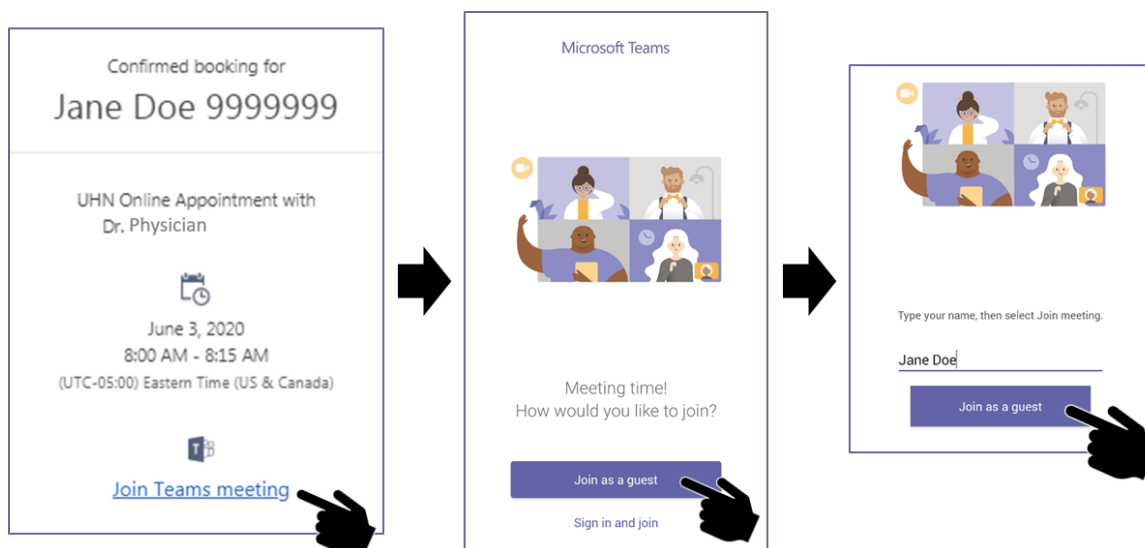 Confirmed booking for
Jane Doe 9999999
UHN Online Appointment with
Dr. Physician
June 3, 2020
8:00 AM - 8:15 AM
(UTC-05:00) Eastern Time (US & Canada)
T
Join Teams meeting
Microsoft Teams
Meeting time!
How would you like to join?
Join as a guest
Sign in and join
Type your name, then select Join meeting.
Jane Doe
Join as a guest